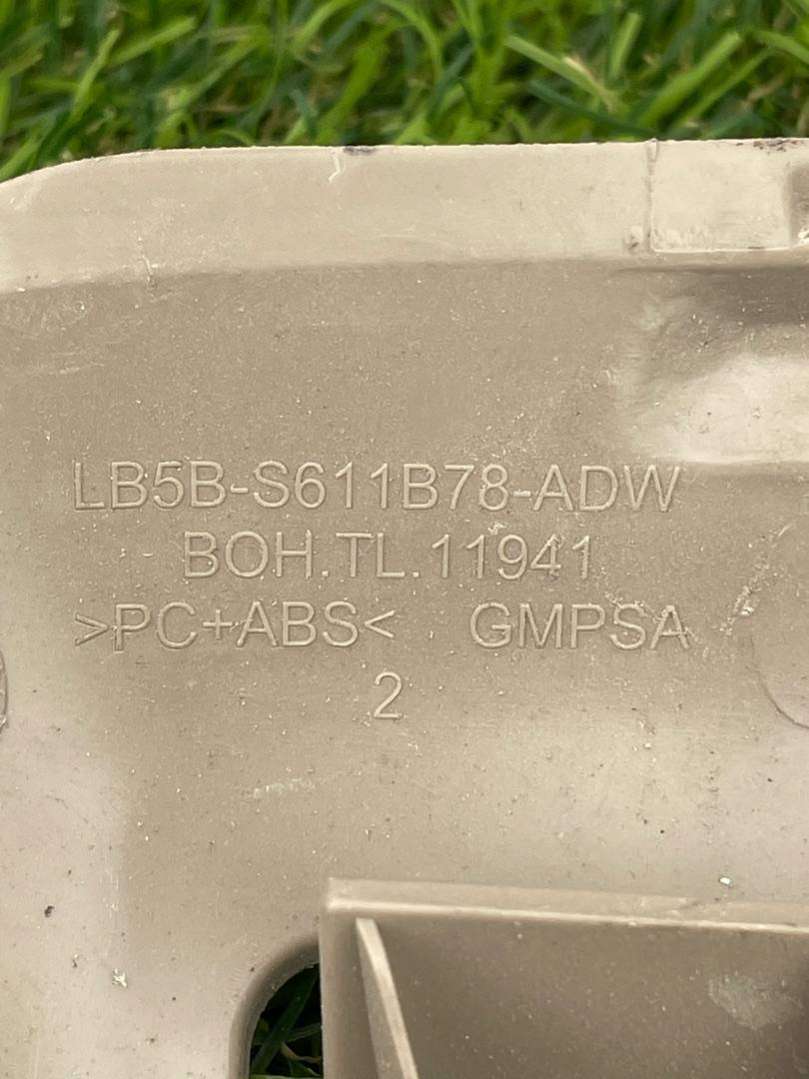 LB5B-S611B78-ADW
BOH.TL.11941
>PC+ABS< GMPSA
2